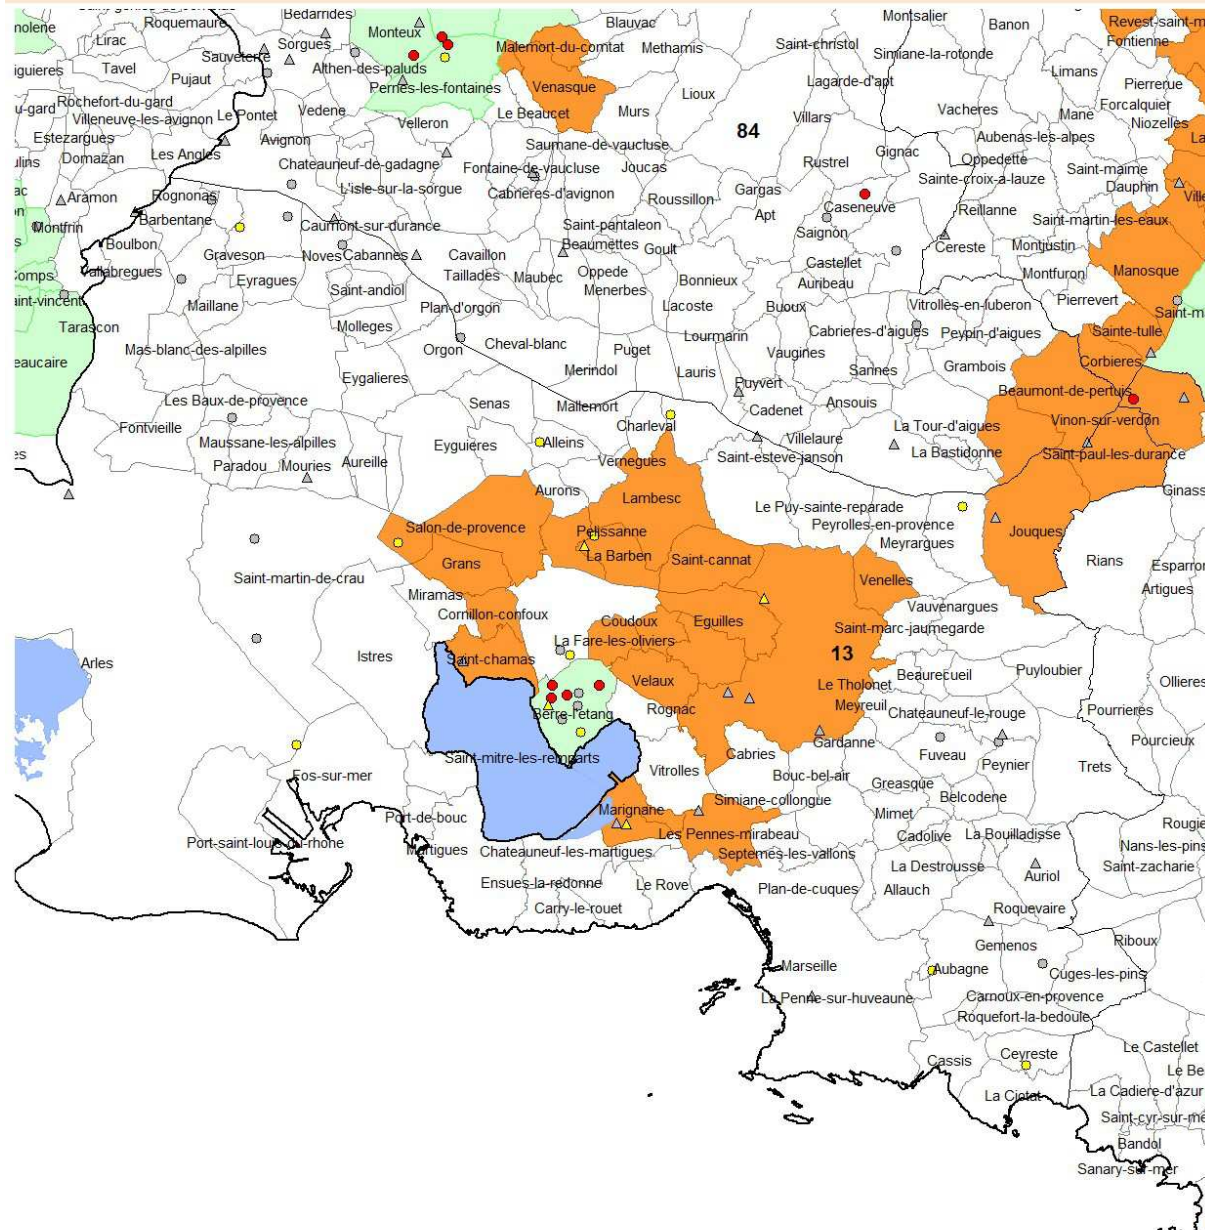 Bedarrides
Roquemaure
Monteux
Blauvac
Montsalier
Banon
Revest-saint-m
molene
Lirac
Sorgues
Malemort-du-comtat
Methamis
Saint-christol
Simiane-la-rotonde
Fontienne
Sauveterre
Tavel
Althen-des-paluds
Lagarde-d'apt
Limans
Pujaut
Pernes-les-fontaines
Venasque
Lioux
Pierrerue
Rochefort-du-gard
Vedene
Le Beaucet
Murs
Villars
Vacheres
Mane
Forcalquier
u-gard
Villeneuve-les-avignon
Le Pontet
Velleron
84
Niozelles
Estezargues
Avignon
Saumane-de-vaucluse
Gignac
Aubenas-les-alpes
Domazan
Les Angles
Chateauneuf-de-gadagne
Fontaine-de-vaucluse
Joucas
Rustrel
Oppedette
Saint-maime
L'isle-sur-la-sorgue
Cabrières-d'avignon
Gargas
Sainte-croix-a-lauze
Dauphin
Aramon
Rognonas
Roussillon
Apt
Caseneuve
Reillanne
Saint-martin-les-eaux
Montfrin
Barbentane
Caumont-sur-durance
Saint-pantaleon
Saignon
Boulbon
Graveson
Noves
Cabannes
Cavaillon
Beaumettes
Goult
Cereste
Montjustin
Comps
Vallabregues
Eyragues
Taillades
Maubec
Oppede
Bonnieux
Castellet
Montfuron
Manosque
aint-vincent
Maillane
Saint-andiol
Menerbes
Auribeau
Pierrevert
Tarascon
Plan-d'orgon
Lacoste
Buoux
Vitrolles-en-luberon
Molleges
Cabrieres-d'aigues
Peypin-d'aigues
Sainte-tulle
Mas-blanc-des-alpilles
Orgon
Cheval-blanc
Puget
Lourmarin
Vaugines
eaucaire
Merindol
Lauris
Sannes
Grambois
Corbieres
Eygalieres
Puyvert
Beaumont-de-pertuis
Les Baux-de-provence
Senas
Mallemort
Cadenet
Ansouis
Fontvieille
Charleval
La Tour-d'aigues
Vinon-sur-verdon
Maussane-les-alpilles
Eyguieres
Alleins
Villelaure
La Bastidonne
Saint-paul-les-durance
Paradou
Mouries
Aureille
Vernegues
Saint-esteve-janson
Aurons
Lambesc
Le Puy-sainte-reparade
Salon-de-provence
Pelissanne
Peyrolles-en-provence
Jouques
Grans
La Barben
Saint-cannat
Meyrargues
Rians
Esparron
Saint-martin-de-crau
Miramas
Venelles
Artigues
Cornillon-confoux
Coudoux
Eguilles
Vauvenargues
La Fare-les-oliviers
Saint-marc-jaumegarde
Arles
Istres
Saint-chamas
13
Velaux
Le Tholonet
Beaurecueil
Puyloubier
Ollieres
Berre-l'etang
Rognac
Meyreuil
Chateauneuf-le-rouge
Pourrieres
Saint-mitre-les-remparts
Cabries
Gardanne
Fuveau
Pourcieux
Fos-sur-mer
Vitrolles
Bouc-bel-air
Peynier
Trets
Greasque
Marignane
Simiane-collongue
Belcodene
Port-de-bouc
Mimet
Port-saint-louis-du-rhone
Les Pennes-mirabeau
Cadolive
La Bouilladisse
Martigues
Chateauneuf-les-martigues
Septemes-les-vallons
Nans-les-pins
Ensues-la-redonne
Le Rove
Plan-de-cuques
La Destrousse
Auriol
Saint-zacharie
Carry-le-rouet
Allauch
Roquevaire
Gemenos
Riboux
Marseille
Aubagne
Cuges-les-pins
La Penne-sur-huveaune
Carnoux-en-provence
Roquefort-la-bedoule
Cassis
Ceyreste
Le Castellet
Le Be
La Ciotat
La Cadiere-d'azur
Saint-cyr-sur-me
Bandol
Sanary-sur-mer